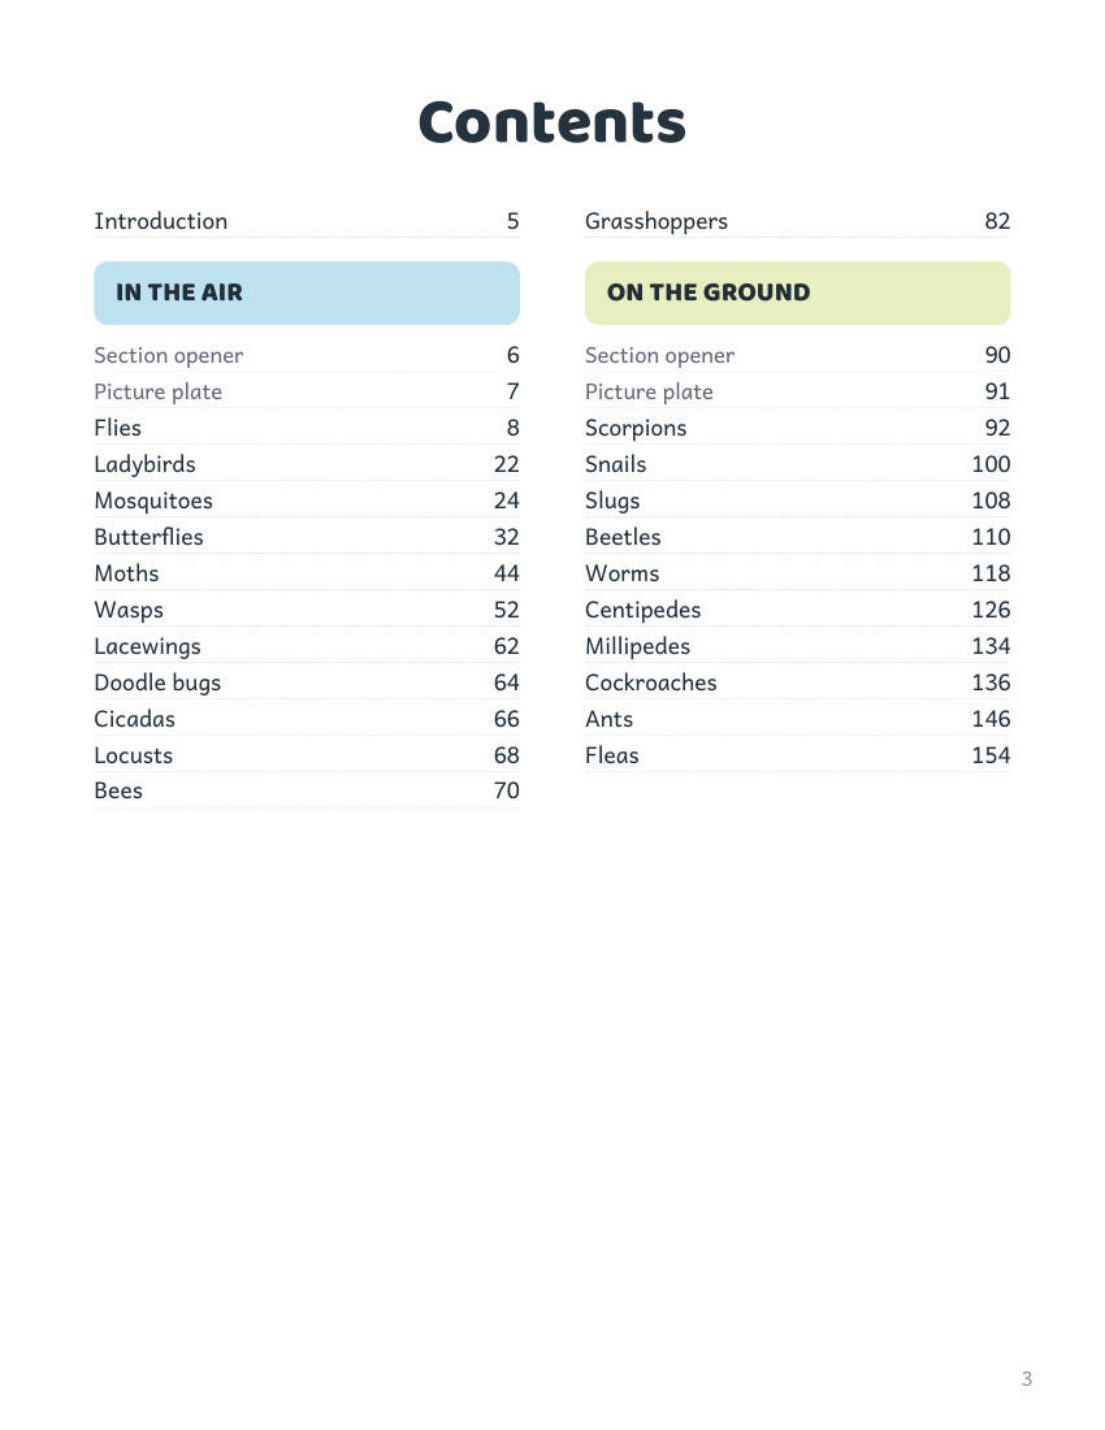 Contents
Introduction 5
IN THE AIR
Section opener 6
Picture plate 7
Flies 8
Ladybirds 22
Mosquitoes 24
Butterflies 32
Moths 44
Wasps 52
Lacewings 62
Doodle bugs 64
Cicadas 66
Locusts 68
Bees 70
Grasshoppers 82
ON THE GROUND
Section opener 90
Picture plate 91
Scorpions 92
Snails 100
Slugs 108
Beetles 110
Worms 118
Centipedes 126
Millipedes 134
Cockroaches 136
Ants 146
Fleas 154
3